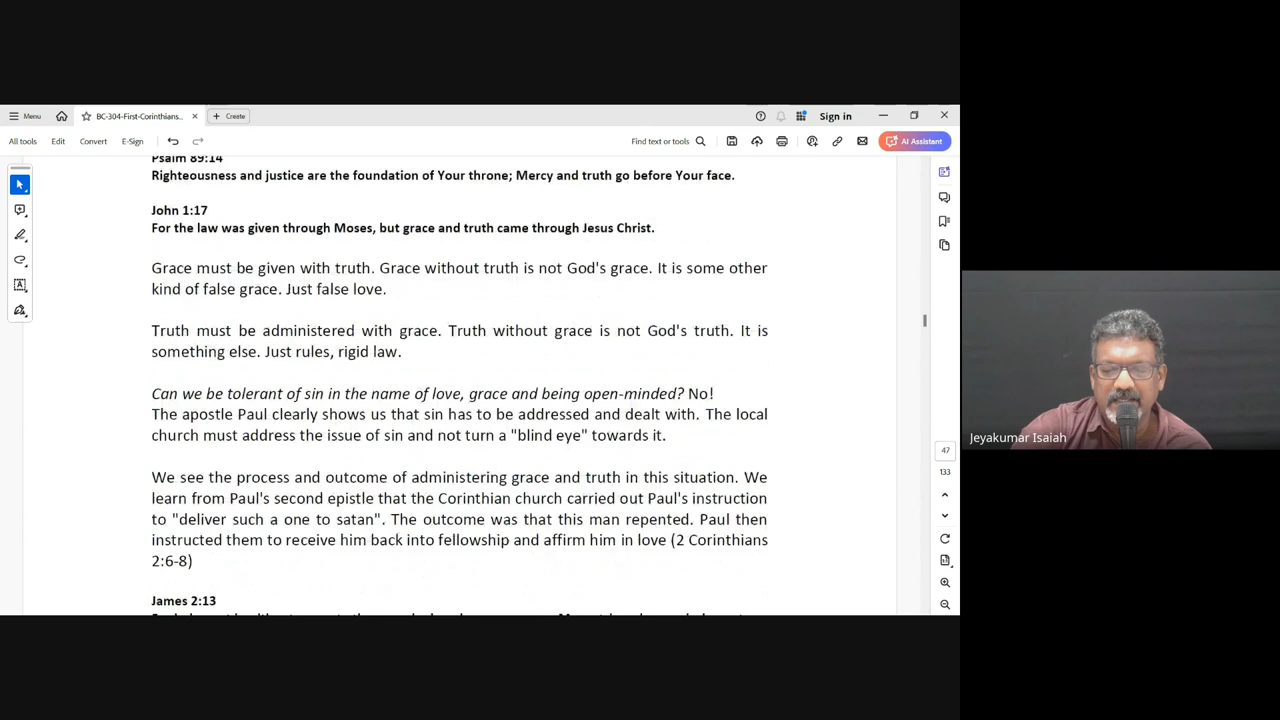 Menu
BC-304-First-Corinthians...
Create
Sign in
All tools
Edit
Convert
E-Sign
Find text or tools
AI Assistant
Psalm 89:14
Righteousness and justice are the foundation of Your throne; Mercy and truth go before Your face.
John 1:17
For the law was given through Moses, but grace and truth came through Jesus Christ.
Grace must be given with truth. Grace without truth is not God's grace. It is some other
kind of false grace. Just false love.
Truth must be administered with grace. Truth without grace is not God's truth. It is
something else. Just rules, rigid law.
Can we be tolerant of sin in the name of love, grace and being open-minded? No!
The apostle Paul clearly shows us that sin has to be addressed and dealt with. The local
church must address the issue of sin and not turn a "blind eye" towards it.
We see the process and outcome of administering grace and truth in this situation. We
learn from Paul's second epistle that the Corinthian church carried out Paul's instruction
to "deliver such a one to satan". The outcome was that this man repented. Paul then
instructed them to receive him back into fellowship and affirm him in love (2 Corinthians
2:6-8)
James 2:13
47
133
Jeyakumar Isaiah